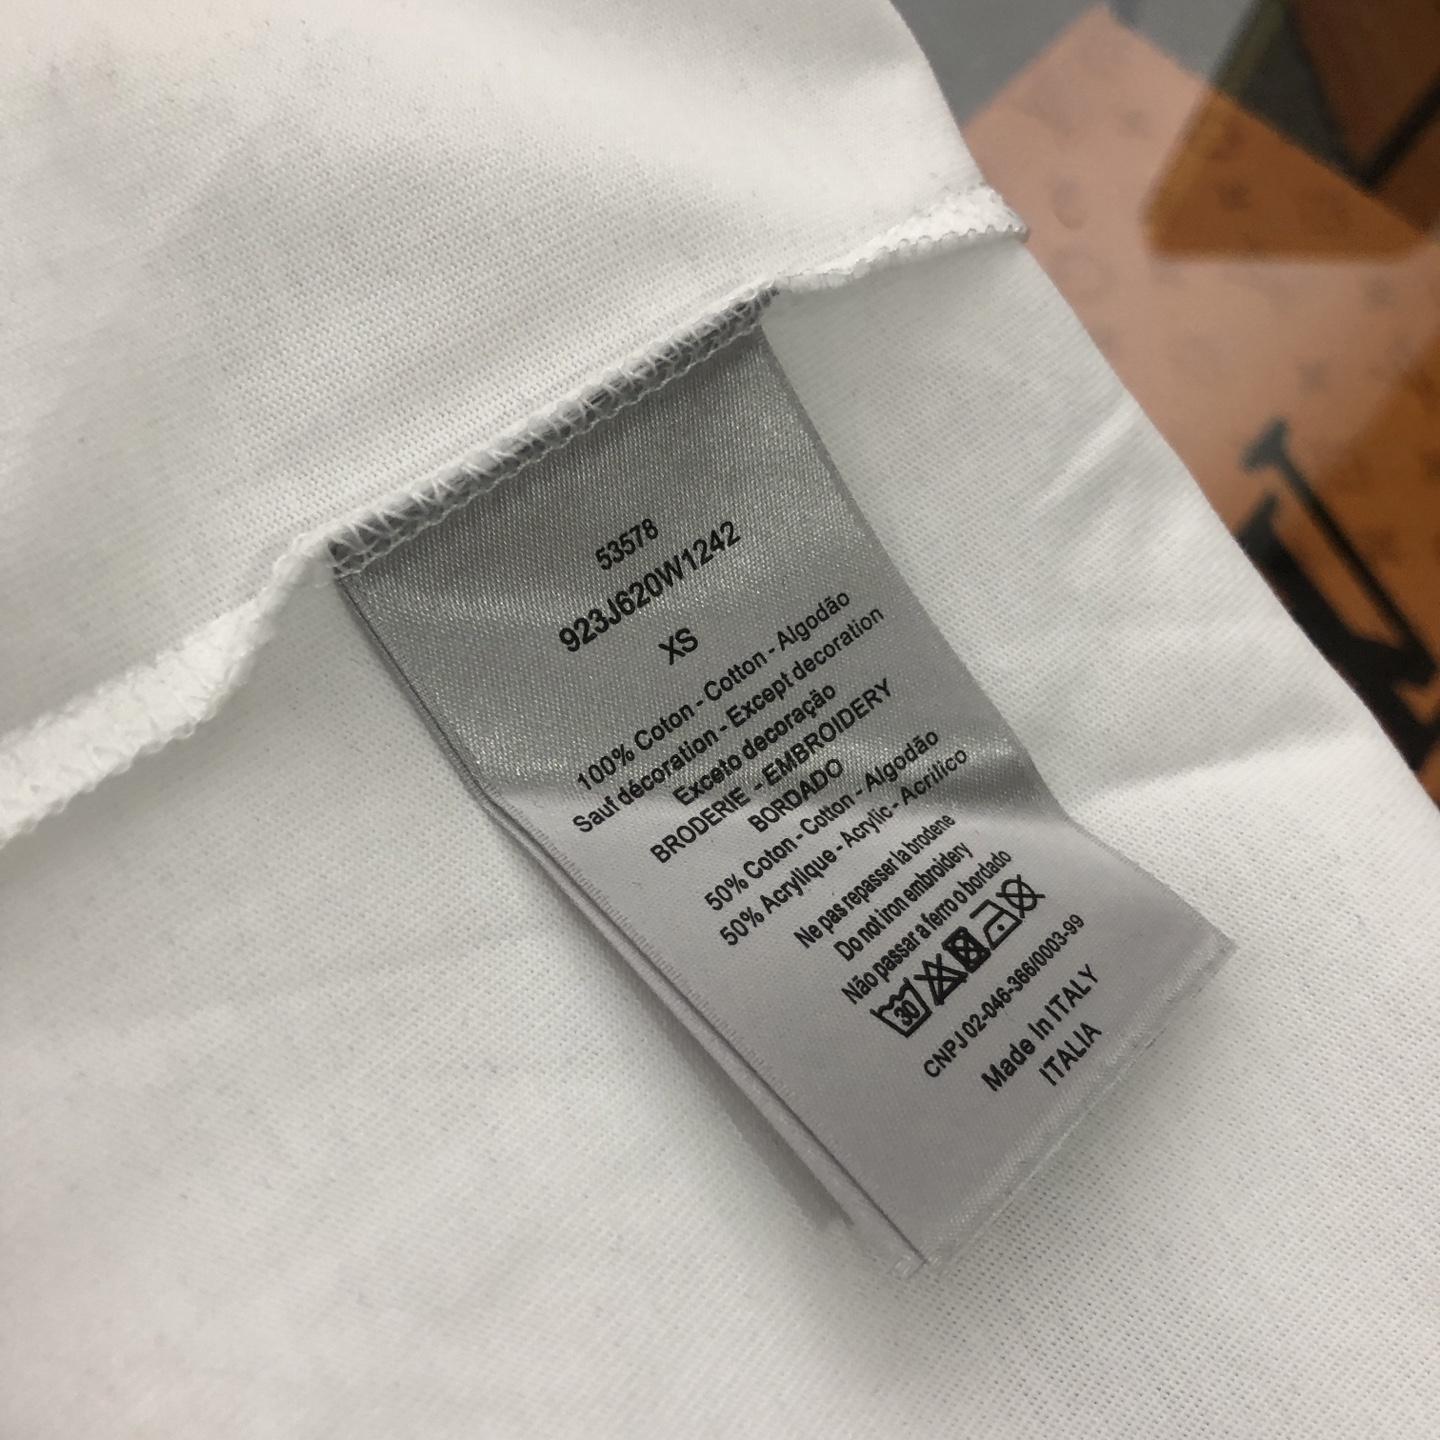 53578
923J620W1242
XS
100% Coton - Cotton - Algodão
Sauf décoration - Except decoration
Exceto decoração
BRODERIE - EMBROIDERY
BORDADO
50% Coton - Cotton - Algodão
50% Acrylique - Acrylic - Acrílico
Ne pas repasser la broderie
Do not iron embroidery
Não passar a ferro o bordado
30
CNPJ 02-046-366/0003-99
Made In ITALY
ITALIA